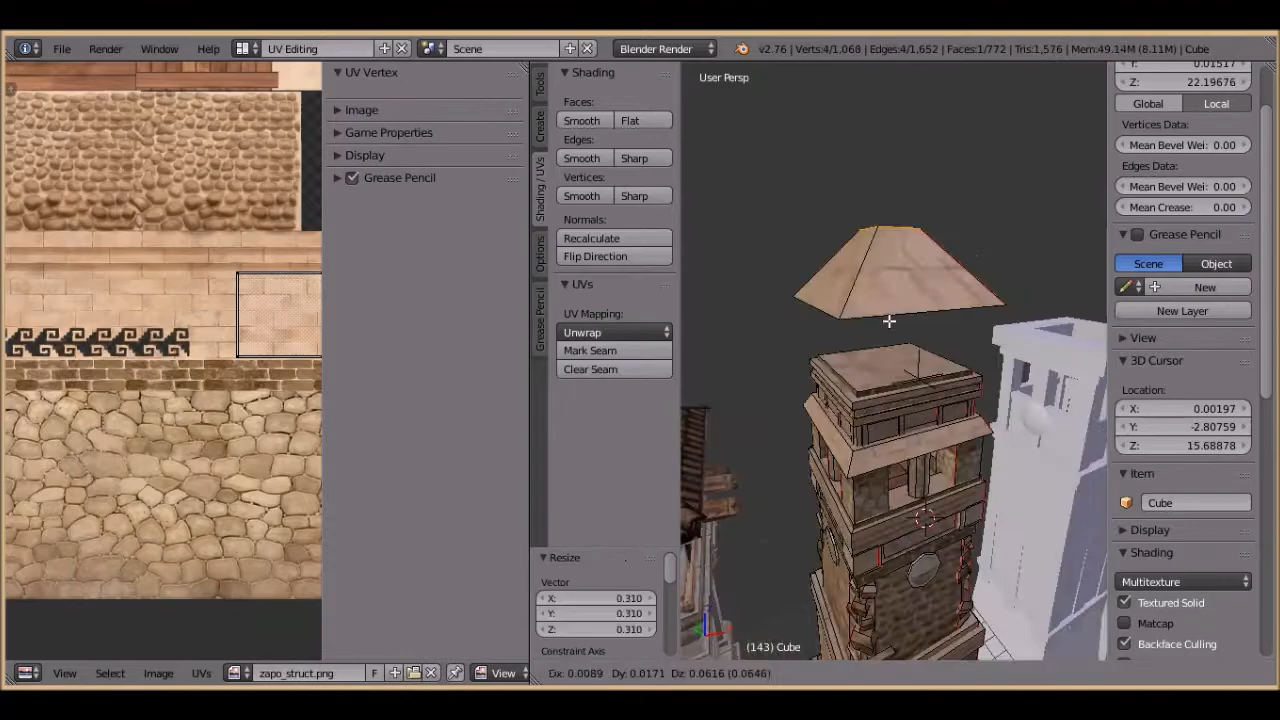 File Render Window Help UV Editing Scene Blender Render v2.76 | Verts:4/1,068 | Edges:4/1,652 | Faces:1/772 | Tris:1,576 | Mem:49.14M (8.11M) | Cube
UV Vertex
Image
Game Properties
Display
Grease Pencil
Tools
Create
Shading / UVs
Options
Grease Pencil
Shading
Faces:
Smooth Flat
Edges:
Smooth Sharp
Vertices:
Smooth Sharp
Normals:
Recalculate
Flip Direction
UVs
UV Mapping:
Unwrap
Mark Seam
Clear Seam
Resize
Vector
X: 0.310
Y: 0.310
Z: 0.310
Constraint Axis
User Persp
(143) Cube
Y: 0.01517
Z: 22.19676
Global Local
Vertices Data:
Mean Bevel Wei: 0.00
Edges Data:
Mean Bevel Wei: 0.00
Mean Crease: 0.00
Grease Pencil
Scene Object
New
New Layer
View
3D Cursor
Location:
X: 0.00197
Y: -2.80759
Z: 15.68878
Item
Cube
Display
Shading
Multitexture
Textured Solid
Matcap
Backface Culling
View Select Image UVs zapo_struct.png F View
Dx: 0.0089 Dy: 0.0171 Dz: 0.0616 (0.0646)